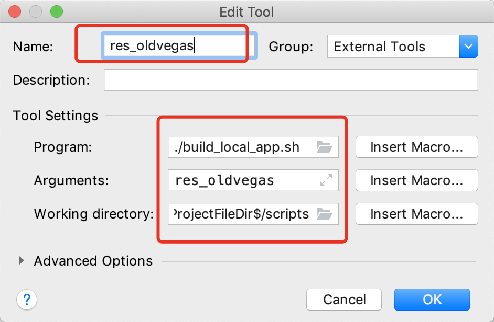 Edit Tool
Name: res_oldvegas Group: External Tools
Description:
Tool Settings
Program: ./build_local_app.sh Insert Macro...
Arguments: res_oldvegas Insert Macro...
Working directory: ProjectFileDir$/scripts Insert Macro...
Advanced Options
? Cancel OK